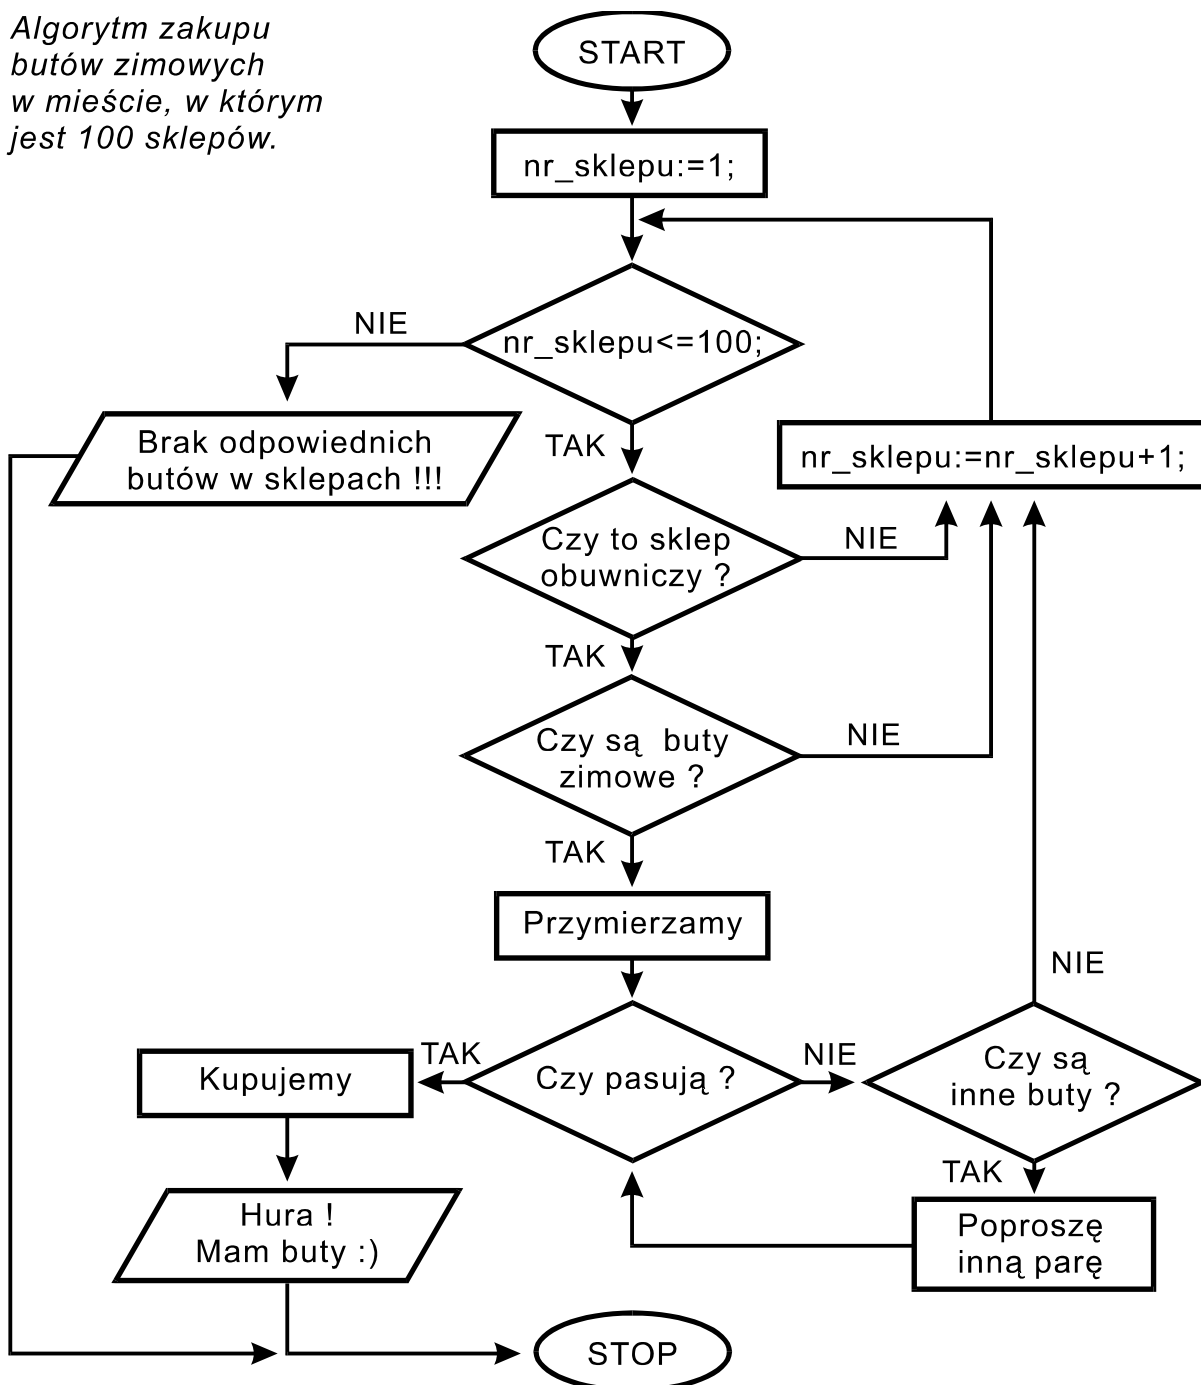 Algorytm zakupu
butów zimowych
w mieście, w którym
jest 100 sklepów.
START
nr_sklepu:=1;
nr_sklepu<=100;
NIE
Brak odpowiednich
butów w sklepach !!!
TAK
nr_sklepu:=nr_sklepu+1;
Czy to sklep
obuwniczy ?
NIE
TAK
Czy są  buty
zimowe ?
NIE
TAK
Przymierzamy
Czy pasują ?
TAK
NIE
Kupujemy
Hura !
Mam buty :)
Czy są
inne buty ?
NIE
TAK
Poproszę
inną parę
STOP